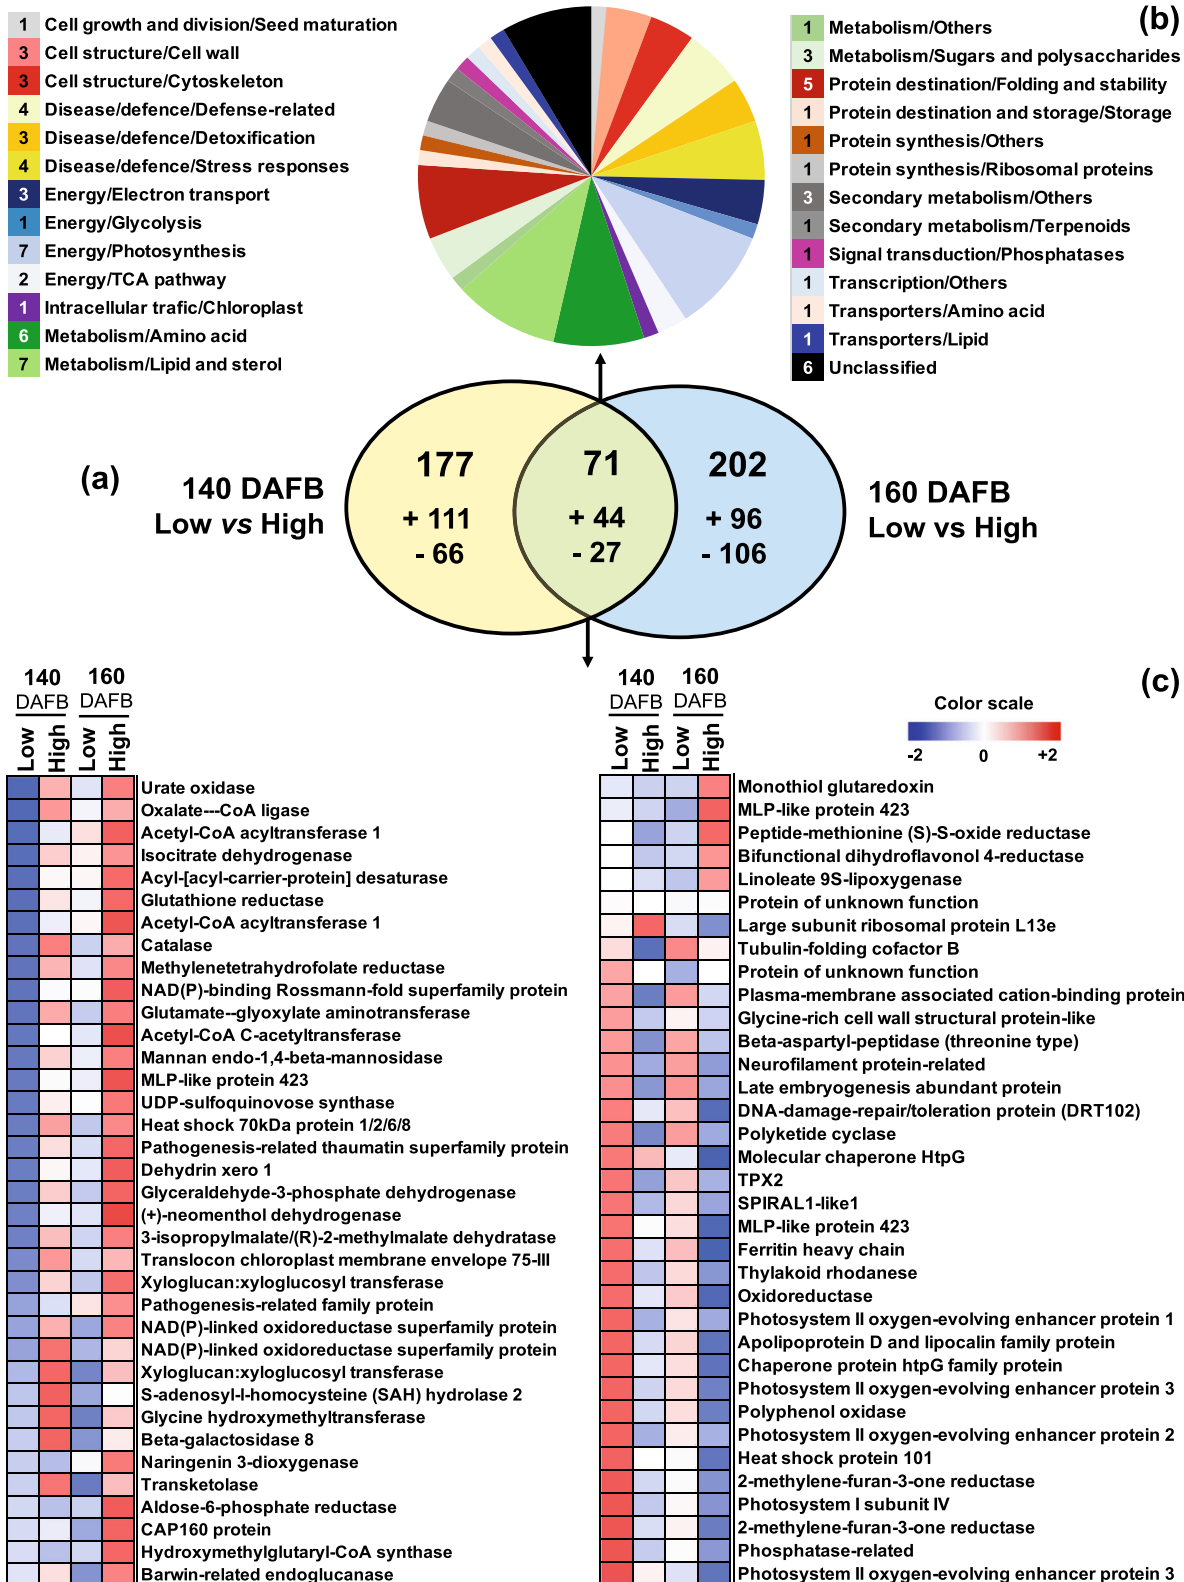 (b)
1 Cell growth and division/Seed maturation
3 Cell structure/Cell wall
3 Cell structure/Cytoskeleton
4 Disease/defence/Defense-related
3 Disease/defence/Detoxification
4 Disease/defence/Stress responses
3 Energy/Electron transport
1 Energy/Glycolysis
7 Energy/Photosynthesis
2 Energy/TCA pathway
1 Intracellular trafic/Chloroplast
6 Metabolism/Amino acid
7 Metabolism/Lipid and sterol
1 Metabolism/Others
3 Metabolism/Sugars and polysaccharides
5 Protein destination/Folding and stability
1 Protein destination and storage/Storage
1 Protein synthesis/Others
1 Protein synthesis/Ribosomal proteins
3 Secondary metabolism/Others
1 Secondary metabolism/Terpenoids
1 Signal transduction/Phosphatases
1 Transcription/Others
1 Transporters/Amino acid
1 Transporters/Lipid
6 Unclassified
(a)
140 DAFB
Low vs High
177
+ 111
- 66
71
+ 44
- 27
202
+ 96
- 106
160 DAFB
Low vs High
140 160
DAFB DAFB
Low High Low High
Urate oxidase
Oxalate---CoA ligase
Acetyl-CoA acyltransferase 1
Isocitrate dehydrogenase
Acyl-[acyl-carrier-protein] desaturase
Glutathione reductase
Acetyl-CoA acyltransferase 1
Catalase
Methylenetetrahydrofolate reductase
NAD(P)-binding Rossmann-fold superfamily protein
Glutamate--glyoxylate aminotransferase
Acetyl-CoA C-acetyltransferase
Mannan endo-1,4-beta-mannosidase
MLP-like protein 423
UDP-sulfoquinovose synthase
Heat shock 70kDa protein 1/2/6/8
Pathogenesis-related thaumatin superfamily protein
Dehydrin xero 1
Glyceraldehyde-3-phosphate dehydrogenase
(+)-neomenthol dehydrogenase
3-isopropylmalate/(R)-2-methylmalate dehydratase
Translocon chloroplast membrane envelope 75-III
Xyloglucan:xyloglucosyl transferase
Pathogenesis-related family protein
NAD(P)-linked oxidoreductase superfamily protein
NAD(P)-linked oxidoreductase superfamily protein
Xyloglucan:xyloglucosyl transferase
S-adenosyl-l-homocysteine (SAH) hydrolase 2
Glycine hydroxymethyltransferase
Beta-galactosidase 8
Naringenin 3-dioxygenase
Transketolase
Aldose-6-phosphate reductase
CAP160 protein
Hydroxymethylglutaryl-CoA synthase
Barwin-related endoglucanase
140 160
DAFB DAFB
Low High Low High
(c)
Color scale
-2 0 +2
Monothiol glutaredoxin
MLP-like protein 423
Peptide-methionine (S)-S-oxide reductase
Bifunctional dihydroflavonol 4-reductase
Linoleate 9S-lipoxygenase
Protein of unknown function
Large subunit ribosomal protein L13e
Tubulin-folding cofactor B
Protein of unknown function
Plasma-membrane associated cation-binding protein
Glycine-rich cell wall structural protein-like
Beta-aspartyl-peptidase (threonine type)
Neurofilament protein-related
Late embryogenesis abundant protein
DNA-damage-repair/toleration protein (DRT102)
Polyketide cyclase
Molecular chaperone HtpG
TPX2
SPIRAL1-like1
MLP-like protein 423
Ferritin heavy chain
Thylakoid rhodanese
Oxidoreductase
Photosystem II oxygen-evolving enhancer protein 1
Apolipoprotein D and lipocalin family protein
Chaperone protein htpG family protein
Photosystem II oxygen-evolving enhancer protein 3
Polyphenol oxidase
Photosystem II oxygen-evolving enhancer protein 2
Heat shock protein 101
2-methylene-furan-3-one reductase
Photosystem I subunit IV
2-methylene-furan-3-one reductase
Phosphatase-related
Photosystem II oxygen-evolving enhancer protein 3